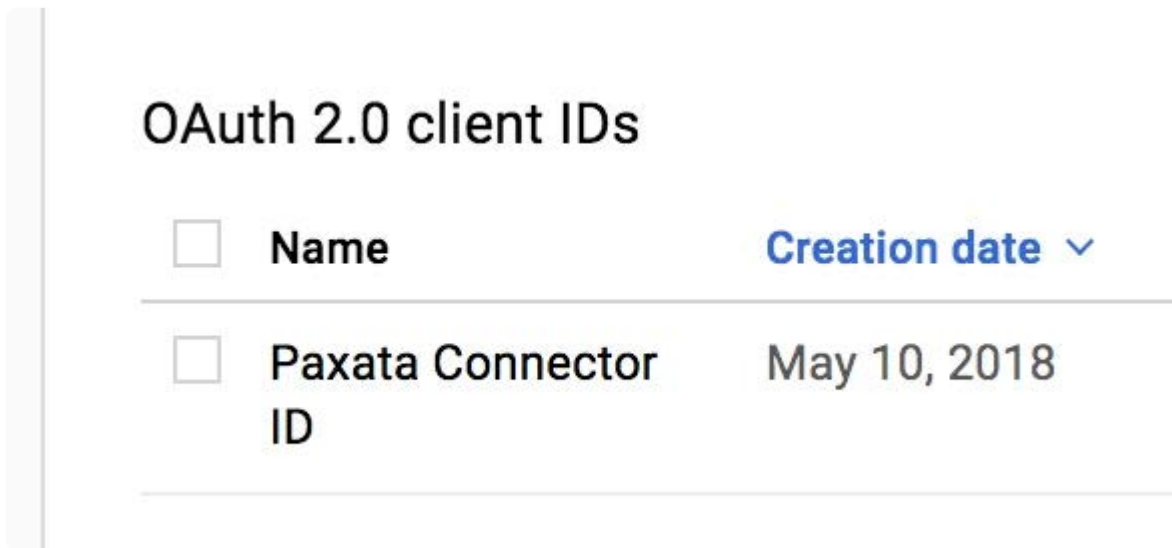 OAuth 2.0 client IDs
Name Creation date
Paxata Connector May 10, 2018
ID